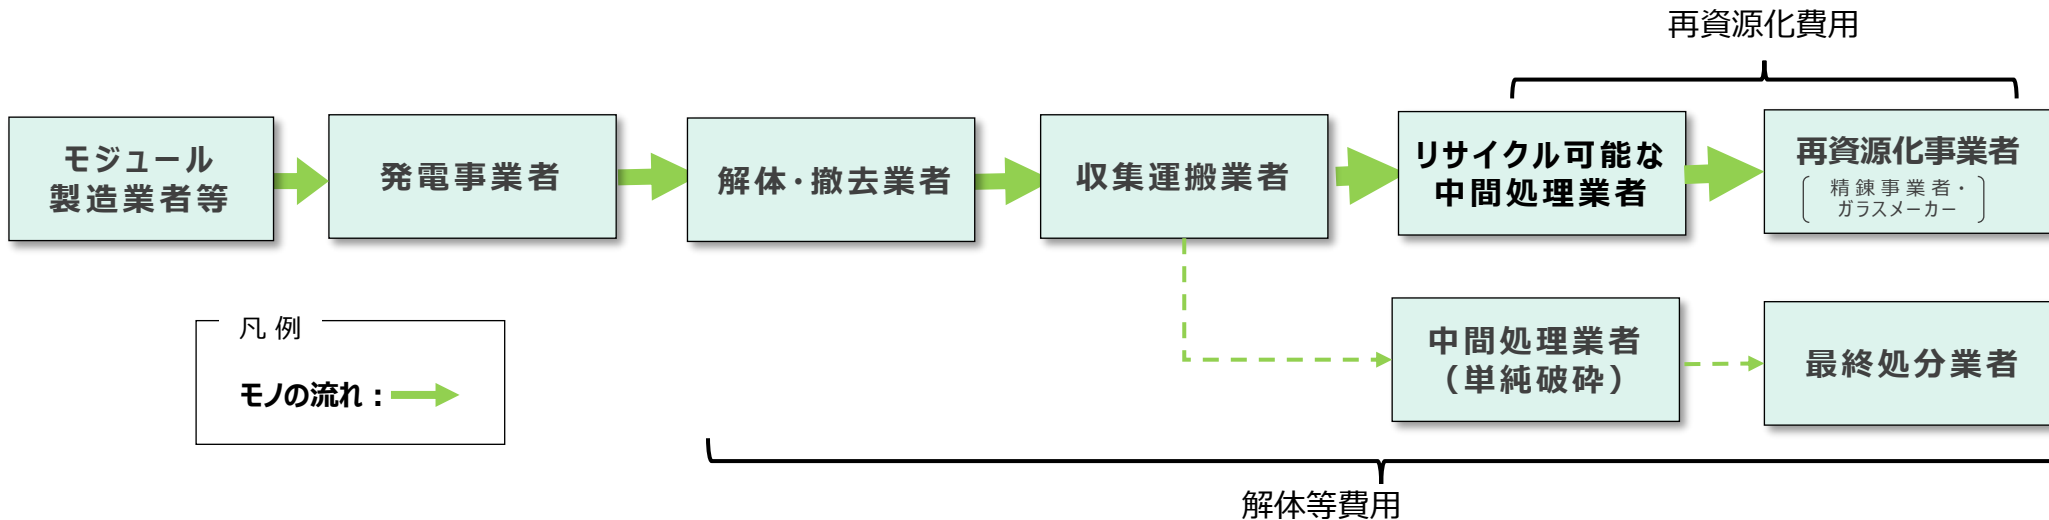 再資源化費用
モジュール
製造業者等
発電事業者
解体・撤去業者
収集運搬業者
リサイクル可能な
中間処理業者
再資源化事業者
精錬事業者・
ガラスメーカー
凡例
モノの流れ：
中間処理業者
（単純破砕）
最終処分業者
解体等費用